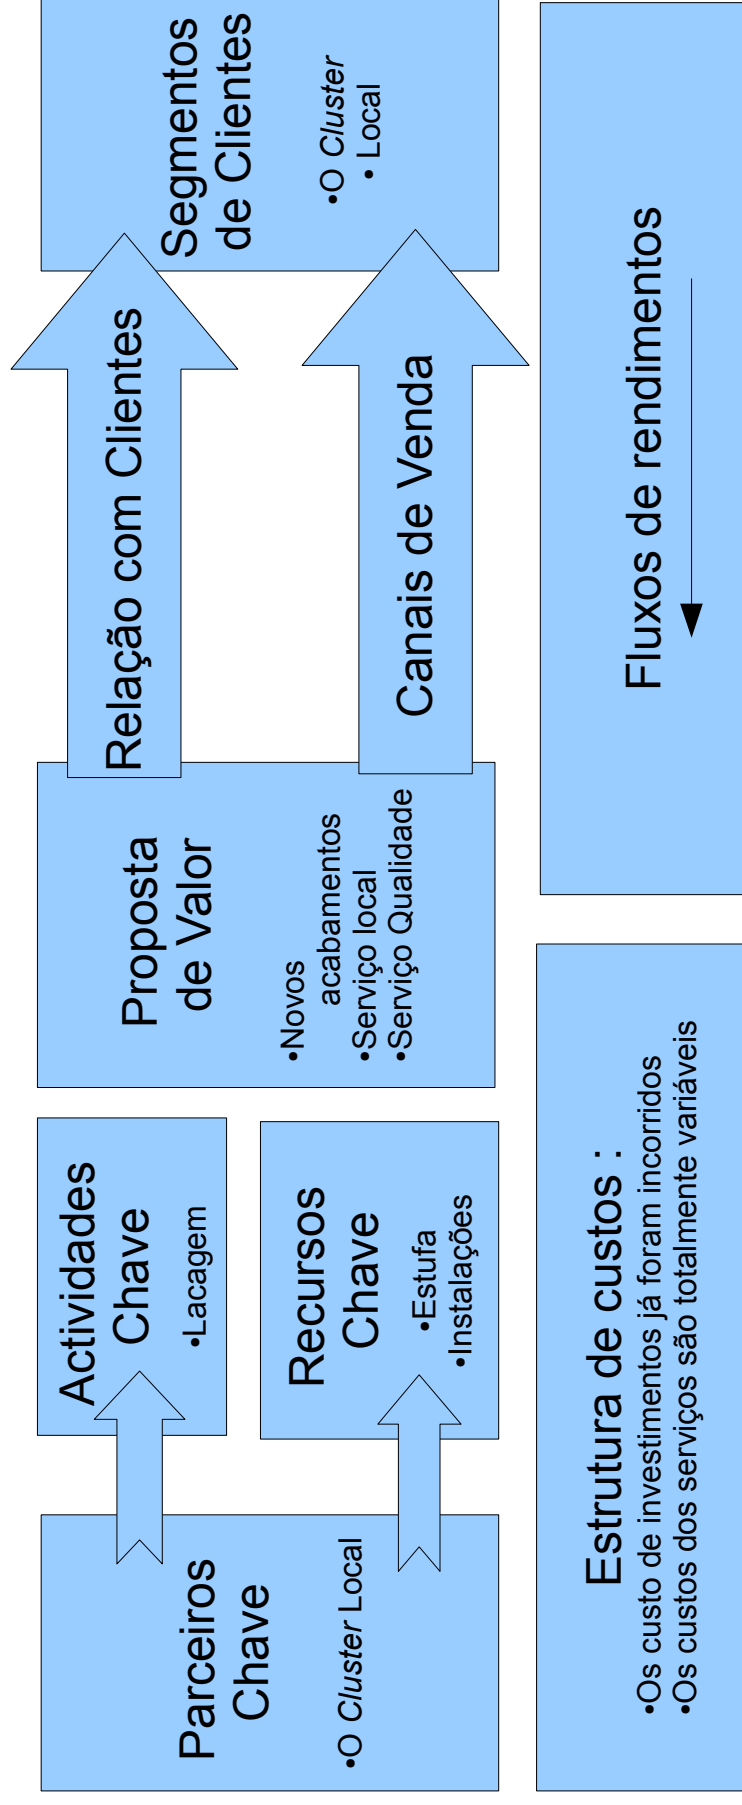 Parceiros
Chave
•O Cluster Local
Actividades
Chave
•Lacagem
Recursos
Chave
•Estufa
•Instalações
Proposta
de Valor
•Novos
acabamentos
•Serviço local
•Serviço Qualidade
Relação com Clientes
Canais de Venda
Segmentos
de Clientes
•O Cluster
• Local
Estrutura de custos :
•Os custo de investimentos já foram incorridos
•Os custos dos serviços são totalmente variáveis
Fluxos de rendimentos